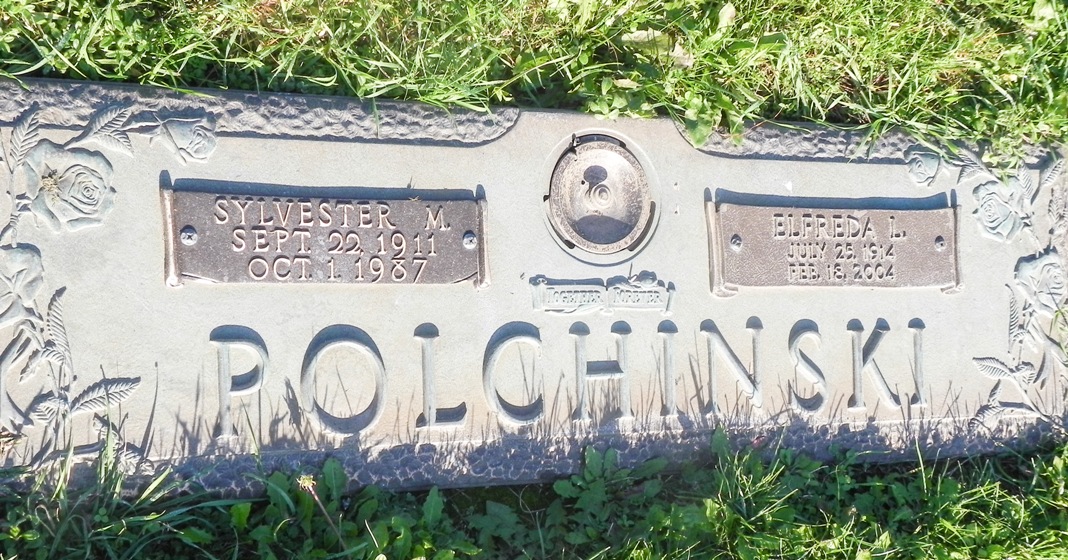 SYLVESTER M.
SEPT. 22, 1911
OCT. 1. 1987
ELFREDA L.
JULY 25, 1914
FEB. 18, 2004
TOGETHER FOREVER
POLCHINSKI